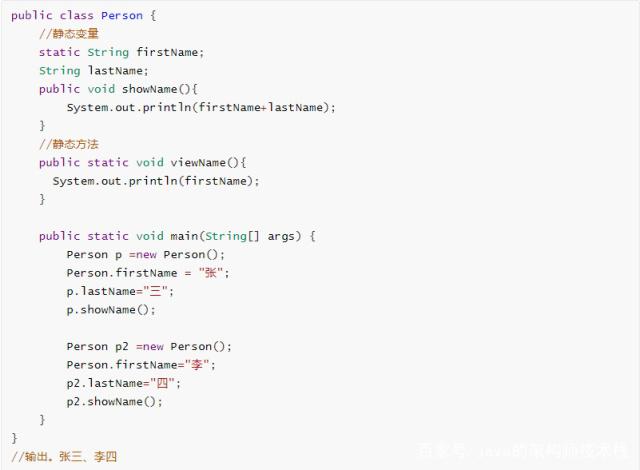 public class Person {
    //静态变量
    static String firstName;
    String lastName;
    public void showName(){
        System.out.println(firstName+lastName);
    }
    //静态方法
    public static void viewName(){
      System.out.println(firstName);
    }

    public static void main(String[] args) {
        Person p =new Person();
        Person.firstName = "张";
        p.lastName="三";
        p.showName();

        Person p2 =new Person();
        Person.firstName="李";
        p2.lastName="四";
        p2.showName();
    }
}
//输出。张三、李四
百家号/java的架构师技术栈